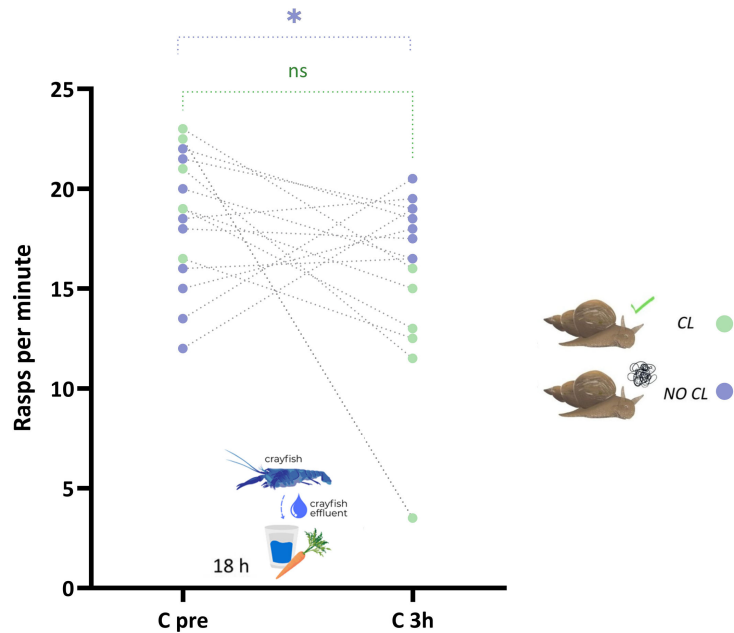 *
ns
25
20
15
10
5
0
Rasps per minute
C pre
C 3h
crayfish
crayfish
effluent
18 h
CL
NO CL